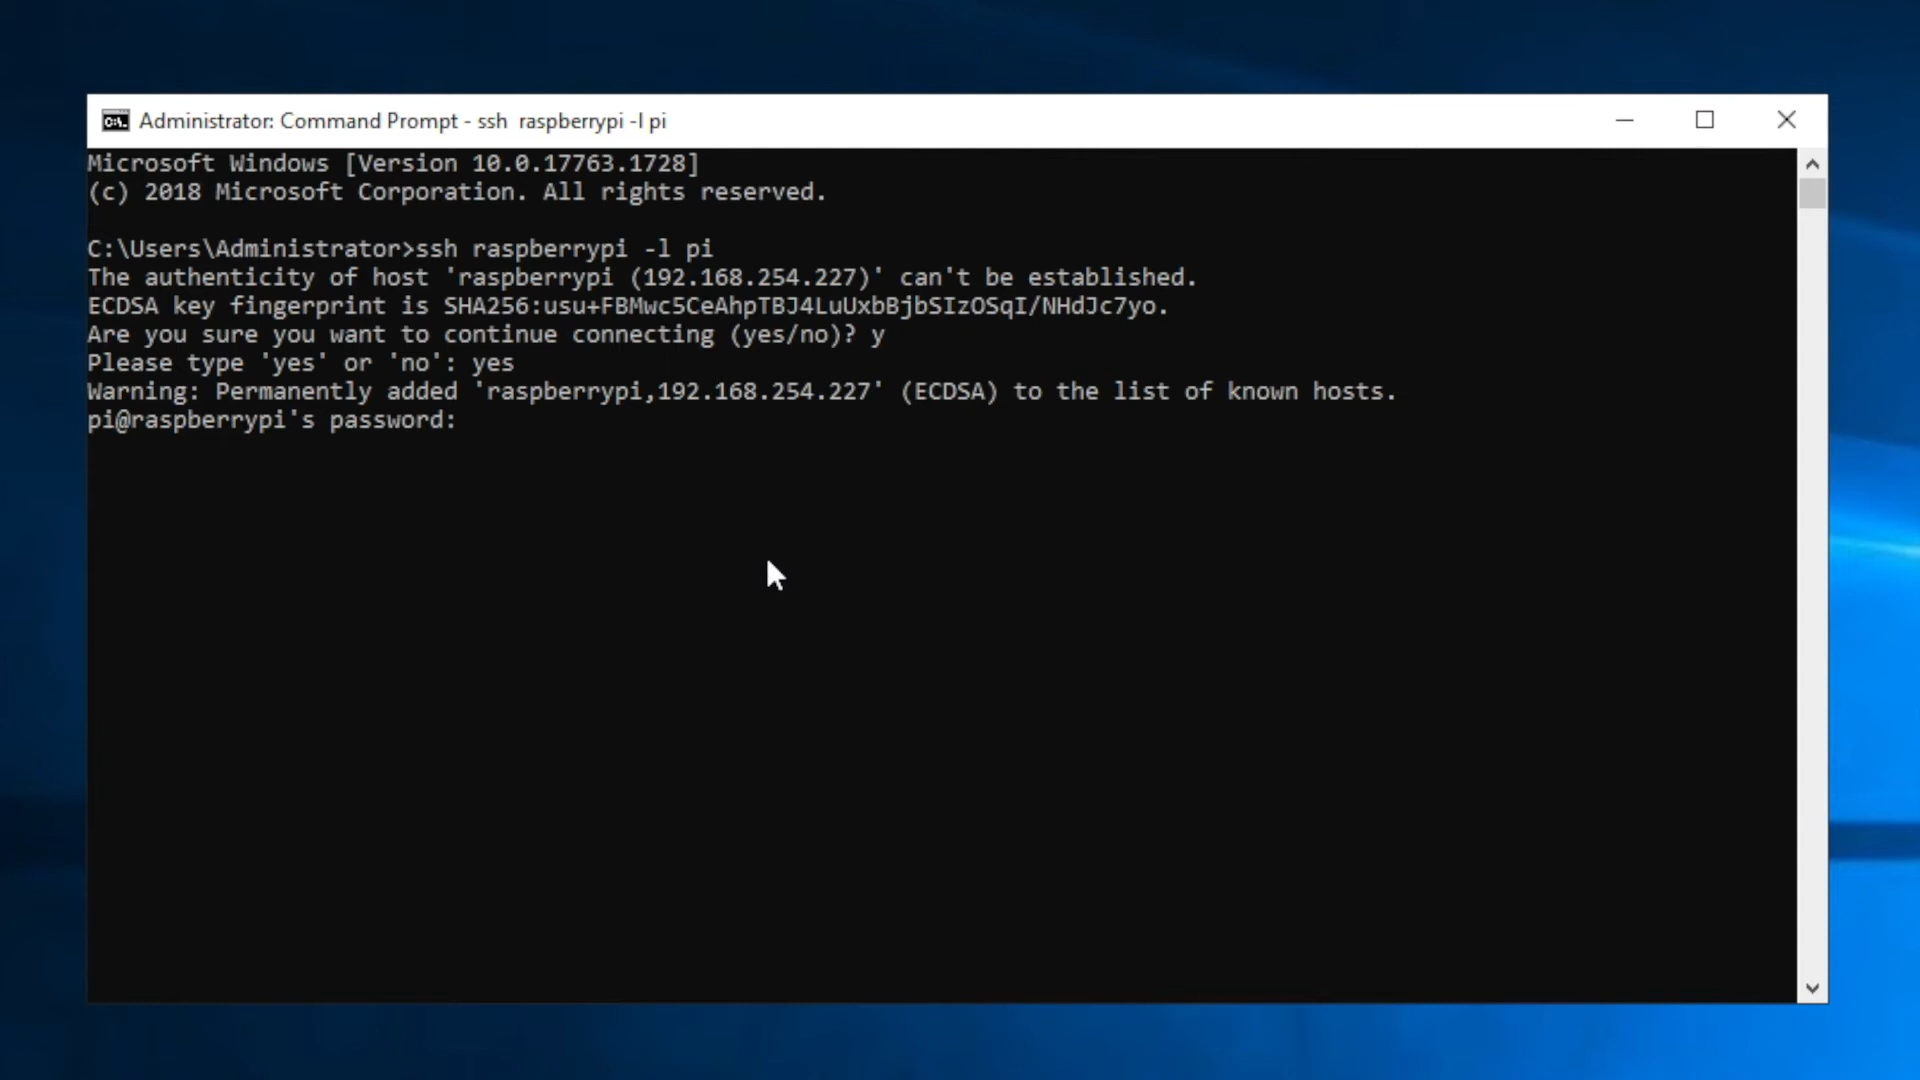 Administrator: Command Prompt - ssh  raspberrypi -l pi
Microsoft Windows [Version 10.0.17763.1728]
(c) 2018 Microsoft Corporation. All rights reserved.
C:\Users\Administrator>ssh raspberrypi -l pi
The authenticity of host 'raspberrypi (192.168.254.227)' can't be established.
ECDSA key fingerprint is SHA256:usu+FBMwc5CeAhpTBJ4LuUxbBjbSIzOSqI/NHdJc7yo.
Are you sure you want to continue connecting (yes/no)? y
Please type 'yes' or 'no': yes
Warning: Permanently added 'raspberrypi,192.168.254.227' (ECDSA) to the list of known hosts.
pi@raspberrypi's password: